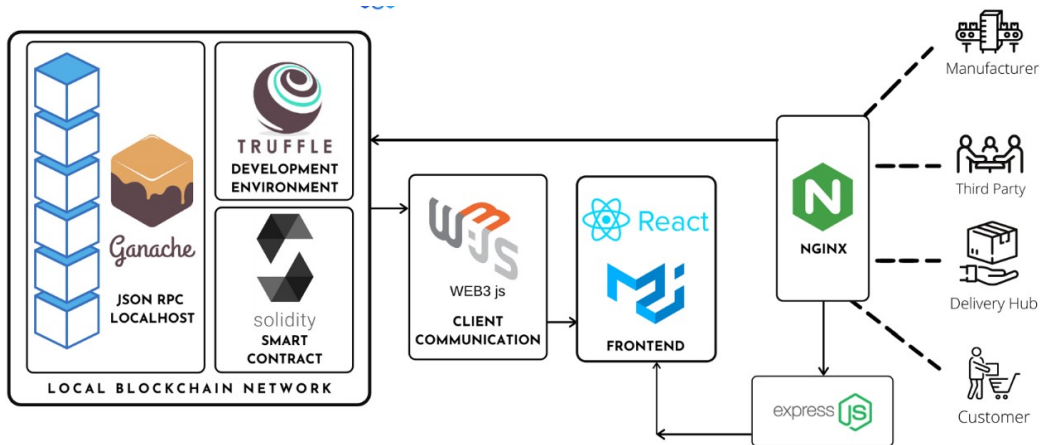 Ganache
JSON RPC
LOCALHOST
TRUFFLE
DEVELOPMENT
ENVIRONMENT
solidity
SMART
CONTRACT
LOCAL BLOCKCHAIN NETWORK
W3JS
WEB3 js
CLIENT
COMMUNICATION
React
FRONTEND
N
NGINX
express JS
Manufacturer
Third Party
Delivery Hub
Customer